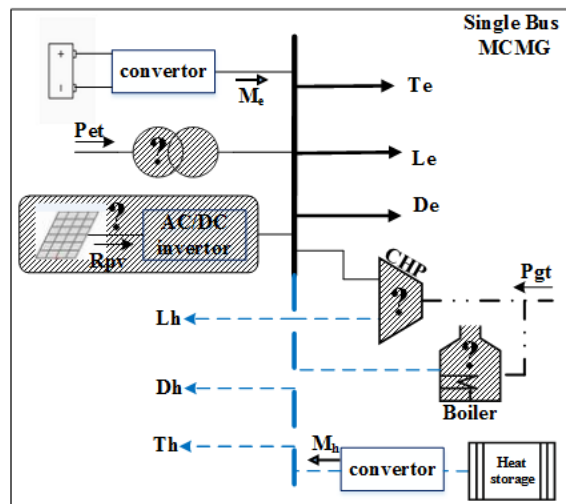 Single Bus
MCMG
+
−
convertor
Me
Te
Pet
?
Le
De
?
AC/DC
invertor
Rpv
CHP
?
Pgt
Lh
?
Boiler
Dh
Th
Mh
convertor
Heat
storage